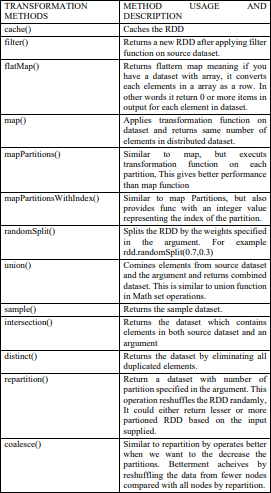 TRANSFORMATION METHOD USAGE AND
METHODS DESCRIPTION
cache() Caches the RDD
filter() Returns a new RDD after applying filter
function on source dataset.
flatMap() Returns flattern map meaning if you
have a dataset with array, it converts
each elements in a array as a row. In
other words it return 0 or more items in
output for each element in dataset.
map() Applies transformation function on
dataset and returns same number of
elements in distributed dataset.
mapPartitions() Similar to map, but executs
transformation function on each
partition, This gives better performance
than map function
mapPartitionsWithIndex() Similar to map Partitions, but also
provides func with an integer value
representing the index of the partition.
randomSplit() Splits the RDD by the weights specified
in the argument. For example
rdd.randomSplit(0.7,0.3)
union() Comines elements from source dataset
and the argument and returns combined
dataset. This is similar to union function
in Math set operations.
sample() Returns the sample dataset.
intersection() Returns the dataset which contains
elements in both source dataset and an
argument
distinct() Returns the dataset by eliminating all
duplicated elements.
repartition() Return a dataset with number of
partition specified in the argument. This
operation reshuffles the RDD randamly,
It could either return lesser or more
partioned RDD based on the input
supplied.
coalesce() Similar to repartition by operates better
when we want to the decrease the
partitions. Betterment acheives by
reshuffling the data from fewer nodes
compared with all nodes by repartition.